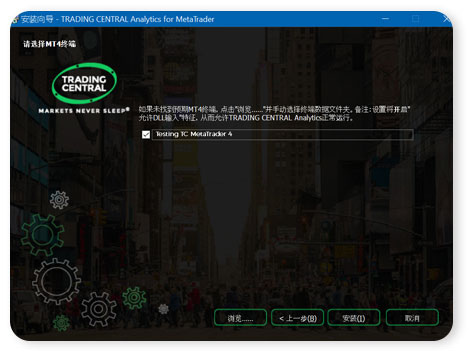 安装向导 - TRADING CENTRAL Analytics for MetaTrader
请选择MT4终端
TRADING
CENTRAL
MARKETS NEVER SLEEP®
如果未找到预期MT4终端，点击"浏览......"并手动选择终端数据文件夹。备注：设置将开启"
允许DLL输入"特征，从而允许TRADING CENTRAL Analytics正常运行。
Testing TC MetaTrader 4
浏览......
< 上一步(B)
安装(I)
取消